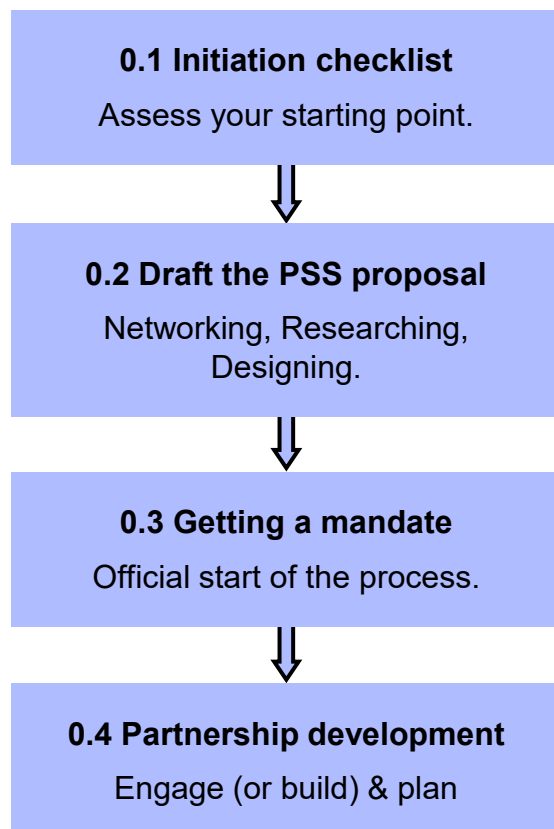 0.1 Initiation checklist
Assess your starting point.
0.2 Draft the PSS proposal
Networking, Researching,
Designing.
0.3 Getting a mandate
Official start of the process.
0.4 Partnership development
Engage (or build) & plan